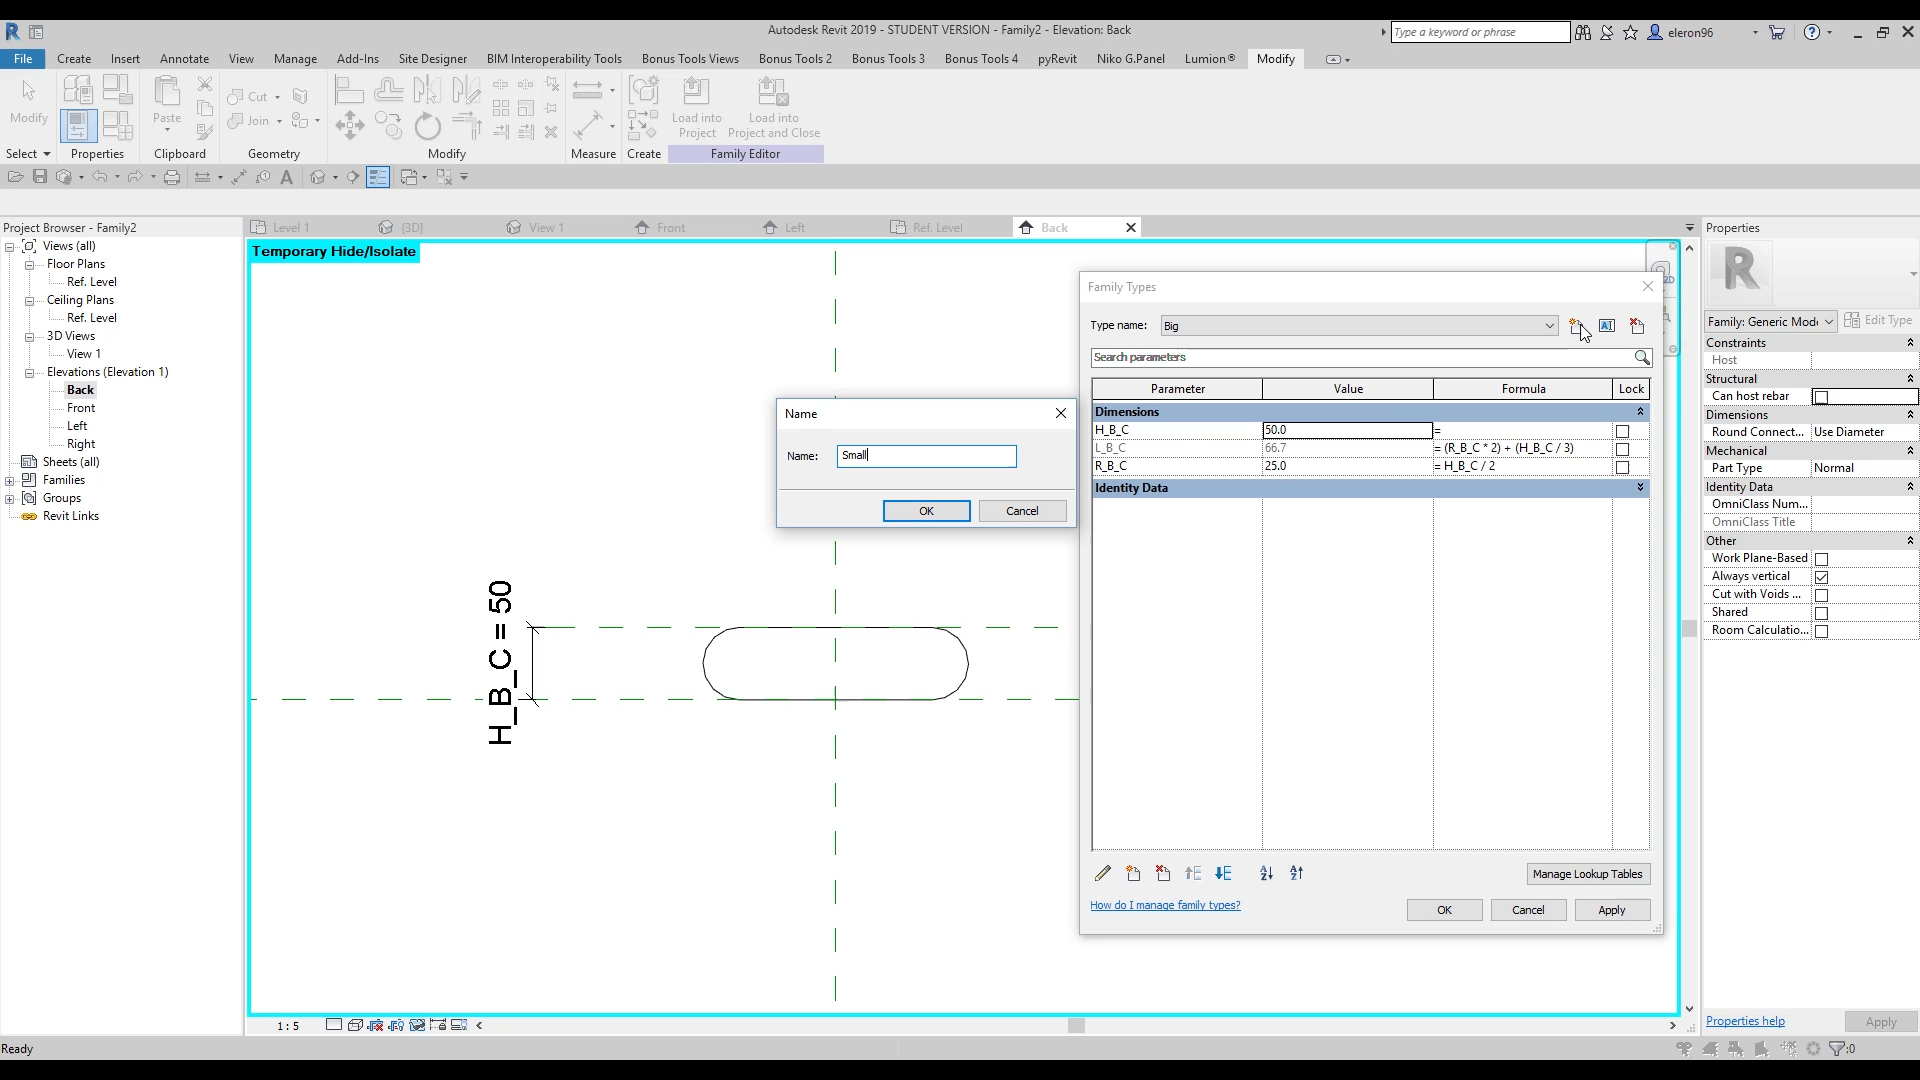 Autodesk Revit 2019 - STUDENT VERSION - Family2 - Elevation: Back
Type a keyword or phrase
eleron96
File Create Insert Annotate View Manage Add-Ins Site Designer BIM Interoperability Tools Bonus Tools Views Bonus Tools 2 Bonus Tools 3 Bonus Tools 4 pyRevit Niko G.Panel Lumion® Modify
Modify
Paste
Cut
Join
Load into
Project
Load into
Project and Close
Select Properties Clipboard Geometry Modify Measure Create Family Editor
Project Browser - Family2
Views (all)
Floor Plans
Ref. Level
Ceiling Plans
Ref. Level
3D Views
View 1
Elevations (Elevation 1)
Back
Front
Left
Right
Sheets (all)
Families
Groups
Revit Links
Level 1 {3D} View 1 Front Left Ref. Level Back
Temporary Hide/Isolate
H_B_C = 50
Name
Name: Small
OK Cancel
Family Types
Type name: Big
Search parameters
Parameter Value Formula Lock
Dimensions
H_B_C 50.0 =
L_B_C 66.7 = (R_B_C * 2) + (H_B_C / 3)
R_B_C 25.0 = H_B_C / 2
Identity Data
Manage Lookup Tables
How do I manage family types?
OK Cancel Apply
Properties
Family: Generic Mode Edit Type
Constraints
Host
Structural
Can host rebar
Dimensions
Round Connect... Use Diameter
Mechanical
Part Type Normal
Identity Data
OmniClass Num...
OmniClass Title
Other
Work Plane-Based
Always vertical
Cut with Voids ...
Shared
Room Calculatio...
Properties help Apply
1 : 5
Ready
:0